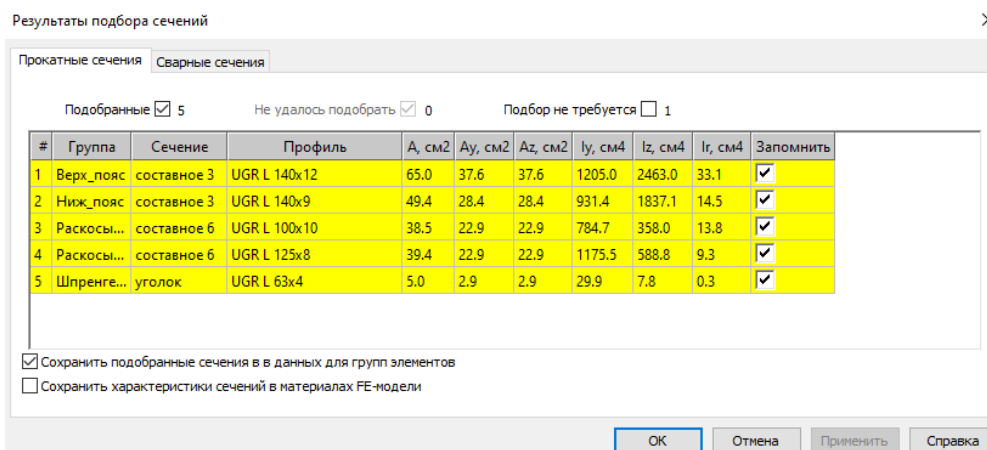 Результаты подбора сечений
Прокатные сечения Сварные сечения
Подобранные 5 Не удалось подобрать 0 Подбор не требуется 1
# Группа Сечение Профиль A, см2 Ay, см2 Az, см2 Iy, см4 Iz, см4 Ir, см4 Запомнить
1 Верх_пояс составное 3 UGR L 140x12 65.0 37.6 37.6 1205.0 2463.0 33.1
2 Ниж_пояс составное 3 UGR L 140x9 49.4 28.4 28.4 931.4 1837.1 14.5
3 Раскосы... составное 6 UGR L 100x10 38.5 22.9 22.9 784.7 358.0 13.8
4 Раскосы... составное 6 UGR L 125x8 39.4 22.9 22.9 1175.5 588.8 9.3
5 Шпренге... уголок UGR L 63x4 5.0 2.9 2.9 29.9 7.8 0.3
Сохранить подобранные сечения в в данных для групп элементов
Сохранить характеристики сечений в материалах FE-модели
OK Отмена Применить Справка